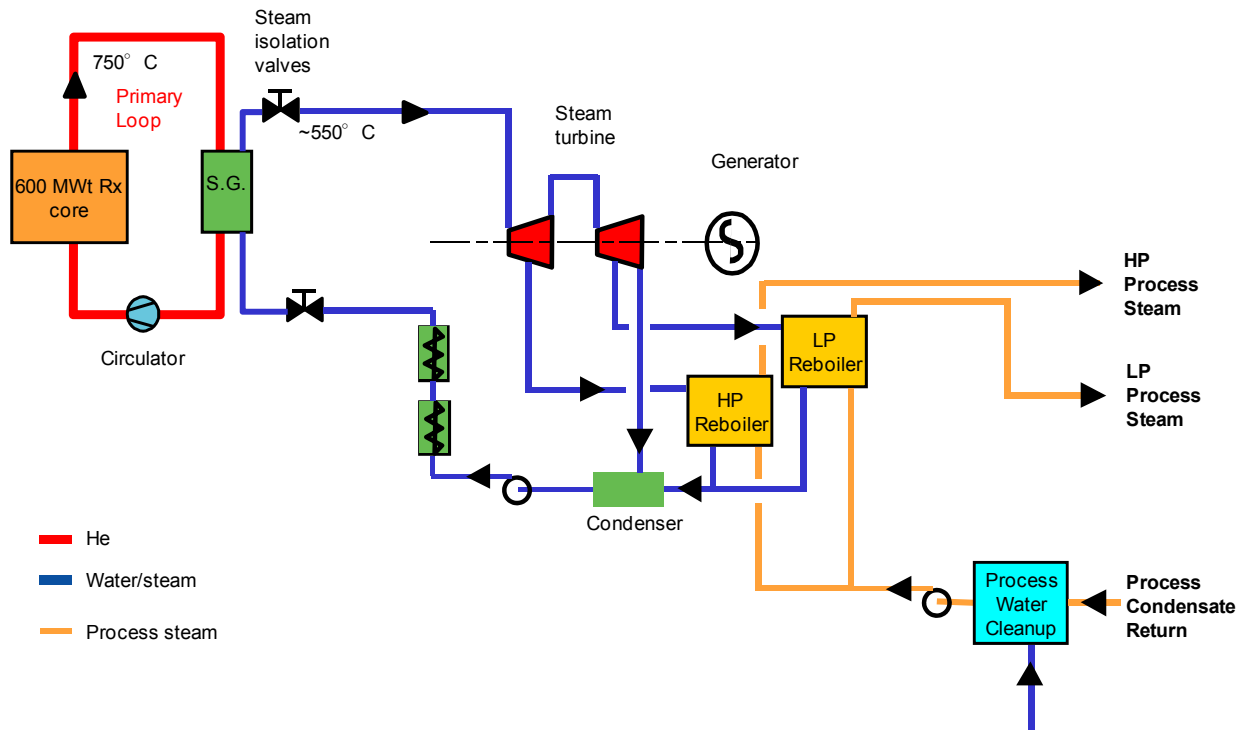 Steam
isolation
valves
750° C
Primary
Loop
~550° C
Steam
turbine
Generator
600 MWt Rx
core
S.G.
HP
Process
Steam
Circulator
LP
Reboiler
LP
Process
Steam
HP
Reboiler
Condenser
He
Water/steam
Process steam
Process
Water
Cleanup
Process
Condensate
Return